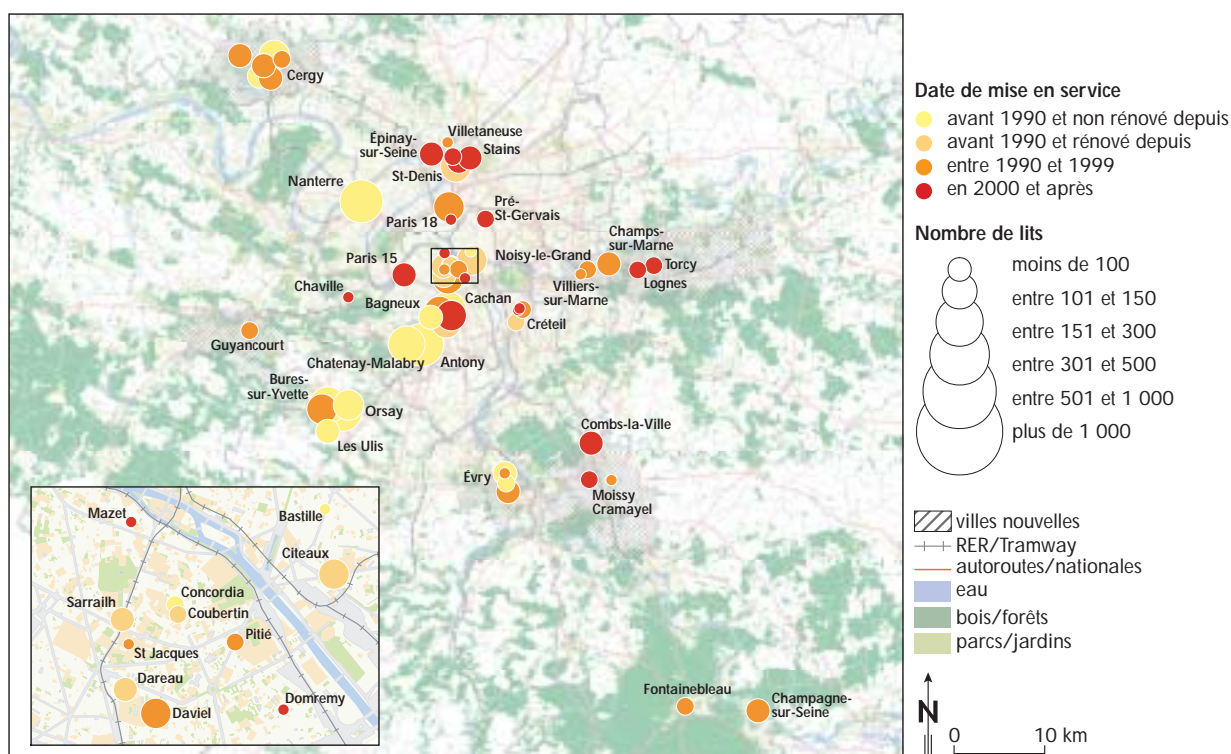 Cergy
Villetaneuse
Épinay-
sur-Seine
Stains
St-Denis
Nanterre
Pré-
St-Gervais
Paris 18
Champs-
sur-Marne
Noisy-le-Grand
Paris 15
Torcy
Lognes
Villiers-
sur-Marne
Chaville
Cachan
Bagneux
Créteil
Guyancourt
Chatenay-Malabry
Antony
Bures-
sur-Yvette
Orsay
Les Ulis
Combs-la-Ville
Évry
Moissy
Cramayel
Fontainebleau
Champagne-
sur-Seine
Mazet
Bastille
Citeaux
Concordia
Sarrailh
Coubertin
Pitié
St Jacques
Dareau
Domremy
Daviel
Date de mise en service
avant 1990 et non rénové depuis
avant 1990 et rénové depuis
entre 1990 et 1999
en 2000 et après
Nombre de lits
moins de 100
entre 101 et 150
entre 151 et 300
entre 301 et 500
entre 501 et 1 000
plus de 1 000
villes nouvelles
RER/Tramway
autoroutes/nationales
eau
bois/forêts
parcs/jardins
N
0 10 km